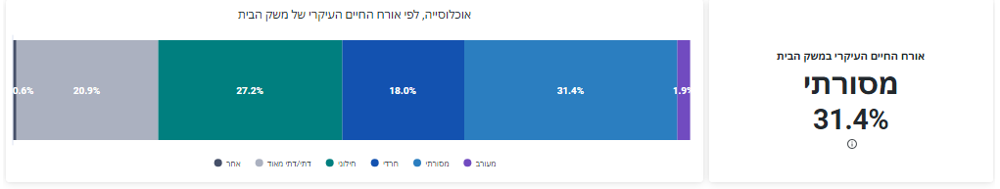 אוכלוסייה, לפי אורח החיים העיקרי של משק הבית
0.6%
20.9%
27.2%
18.0%
31.4%
1.9%
אחר
דתי/דתי מאוד
חילוני
חרדי
מסורתי
מעורב
אורח החיים העיקרי במשק הבית
מסורתי
31.4%